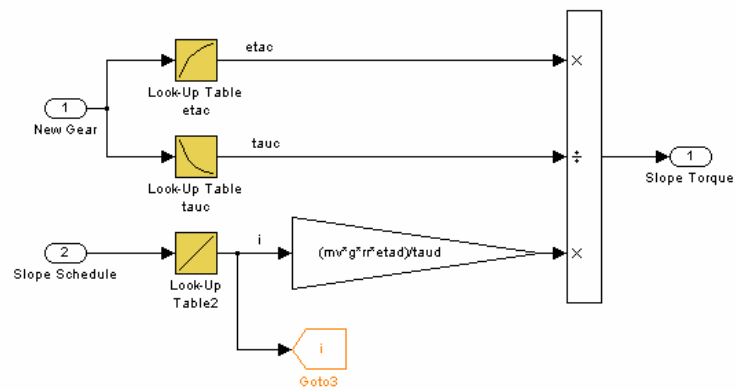 etac
×
Look-Up Table
etac
1
New Gear
tauc
÷
1
Slope Torque
Look-Up Table
tauc
2
Slope Schedule
i
(mv*g*rr*etad)/taud
×
Look-Up
Table2
i
Goto3